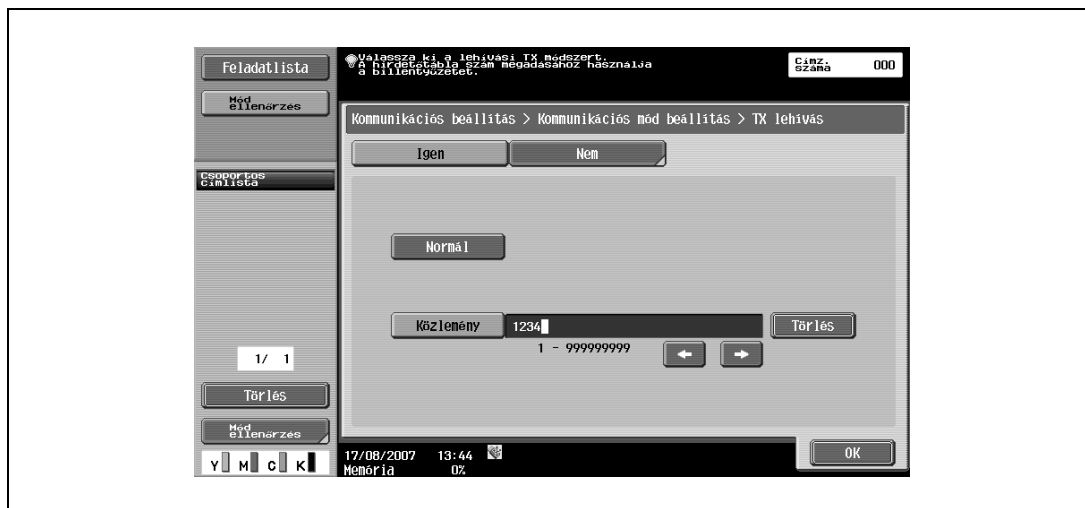 Feladatlista
Válassza ki a lehívási TX módszert.
A hirdetőtábla szám megadásához használja
a billentyűzetet.
Címz.
száma 000
Mód
ellenőrzés
Kommunikációs beállítás > Kommunikációs mód beállítás > TX lehívás
Igen Nem
Csoportos
címlista
Normál
Közlemény 1234 Törlés
1 - 999999999
1/ 1
Törlés
Mód
ellenőrzés
OK
Y M C K
17/08/2007 13:44
Memória 0%